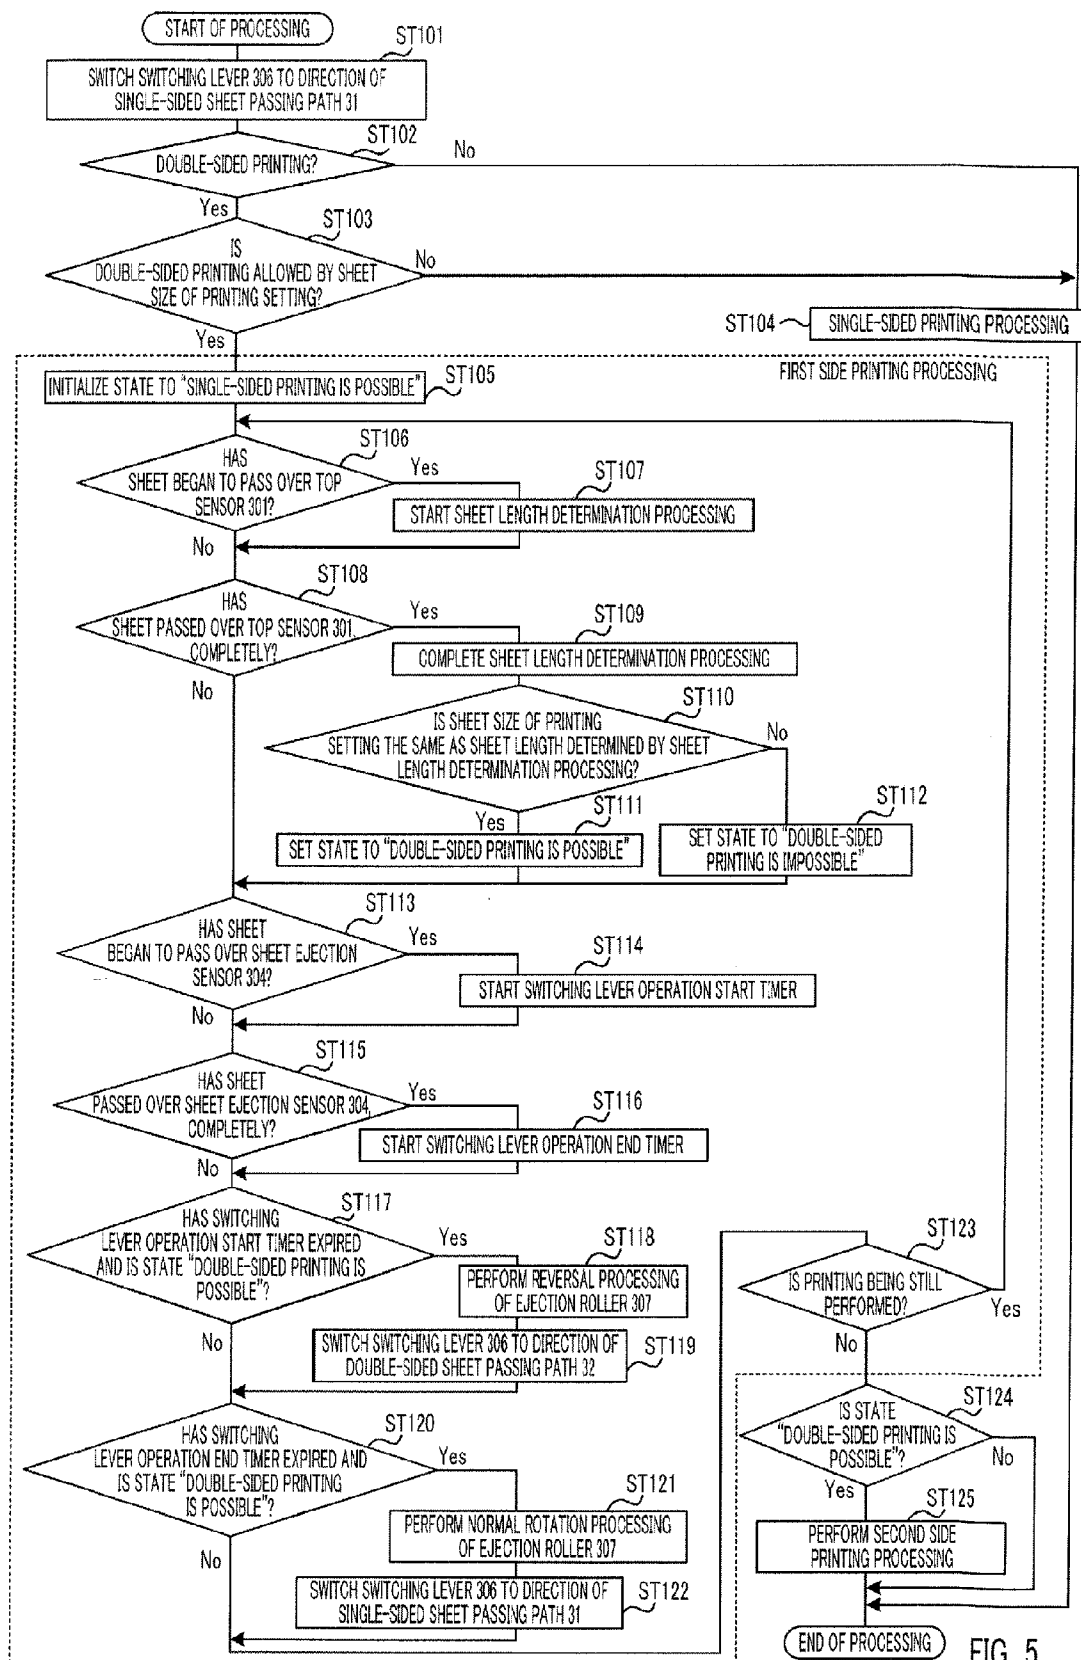 START OF PROCESSING
ST101
SWITCH SWITCHING LEVER 306 TO DIRECTION OF
SINGLE-SIDED SHEET PASSING PATH 31
ST102
DOUBLE-SIDED PRINTING?
No
Yes
ST103
IS
DOUBLE-SIDED PRINTING ALLOWED BY SHEET
SIZE OF PRINTING SETTING?
No
Yes
ST104
SINGLE-SIDED PRINTING PROCESSING
FIRST SIDE PRINTING PROCESSING
ST105
INITIALIZE STATE TO "SINGLE-SIDED PRINTING IS POSSIBLE"
ST106
HAS
SHEET BEGAN TO PASS OVER TOP
SENSOR 301?
Yes
No
ST107
START SHEET LENGTH DETERMINATION PROCESSING
ST108
HAS
SHEET PASSED OVER TOP SENSOR 301,
COMPLETELY?
Yes
No
ST109
COMPLETE SHEET LENGTH DETERMINATION PROCESSING
ST110
IS SHEET SIZE OF PRINTING
SETTING THE SAME AS SHEET LENGTH DETERMINED BY SHEET
LENGTH DETERMINATION PROCESSING?
No
Yes
ST111
SET STATE TO "DOUBLE-SIDED PRINTING IS POSSIBLE"
ST112
SET STATE TO "DOUBLE-SIDED
PRINTING IS IMPOSSIBLE"
ST113
HAS SHEET
BEGAN TO PASS OVER SHEET EJECTION
SENSOR 304?
Yes
No
ST114
START SWITCHING LEVER OPERATION START TIMER
ST115
HAS SHEET
PASSED OVER SHEET EJECTION SENSOR 304,
COMPLETELY?
Yes
No
ST116
START SWITCHING LEVER OPERATION END TIMER
ST117
HAS SWITCHING
LEVER OPERATION START TIMER EXPIRED
AND IS STATE "DOUBLE-SIDED PRINTING IS
POSSIBLE"?
Yes
No
ST118
PERFORM REVERSAL PROCESSING
OF EJECTION ROLLER 307
SWITCH SWITCHING LEVER 306 TO DIRECTION OF
DOUBLE-SIDED SHEET PASSING PATH 32
ST119
ST120
HAS SWITCHING
LEVER OPERATION END TIMER EXPIRED AND
IS STATE "DOUBLE-SIDED PRINTING
IS POSSIBLE"?
Yes
No
ST121
PERFORM NORMAL ROTATION PROCESSING
OF EJECTION ROLLER 307
SWITCH SWITCHING LEVER 306 TO DIRECTION OF
SINGLE-SIDED SHEET PASSING PATH 31
ST122
ST123
IS PRINTING BEING STILL
PERFORMED?
Yes
No
ST124
IS STATE
"DOUBLE-SIDED PRINTING IS
POSSIBLE"?
No
Yes
ST125
PERFORM SECOND SIDE
PRINTING PROCESSING
END OF PROCESSING
FIG. 5